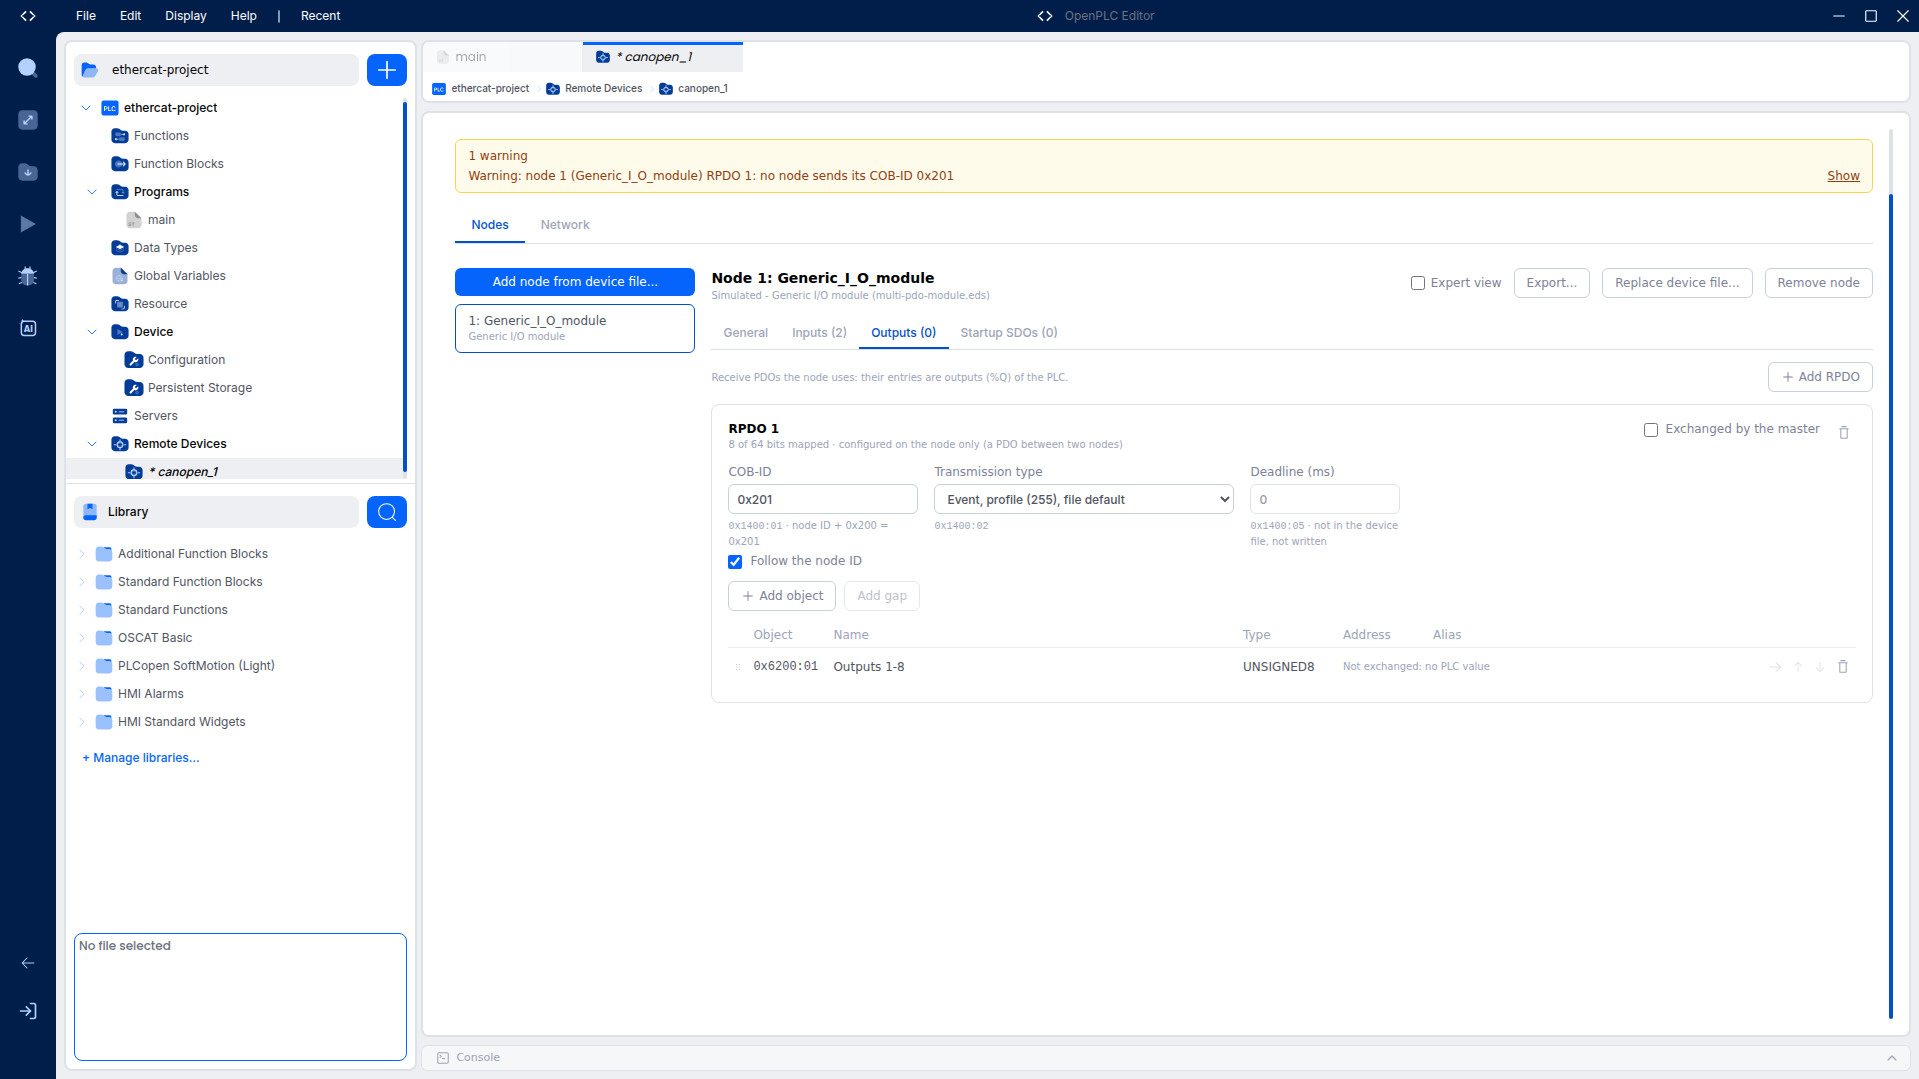 File Edit Display Help | Recent
OpenPLC Editor
ethercat-project
ethercat-project
Functions
Function Blocks
Programs
main
Data Types
Global Variables
Resource
Device
Configuration
Persistent Storage
Servers
Remote Devices
* canopen_1
Library
Additional Function Blocks
Standard Function Blocks
Standard Functions
OSCAT Basic
PLCopen SoftMotion (Light)
HMI Alarms
HMI Standard Widgets
+ Manage libraries...
No file selected
main
* canopen_1
ethercat-project Remote Devices canopen_1
1 warning
Warning: node 1 (Generic_I_O_module) RPDO 1: no node sends its COB-ID 0x201
Show
Nodes Network
Add node from device file...
1: Generic_I_O_module
Generic I/O module
Node 1: Generic_I_O_module
Simulated - Generic I/O module (multi-pdo-module.eds)
Expert view Export... Replace device file... Remove node
General Inputs (2) Outputs (0) Startup SDOs (0)
Receive PDOs the node uses: their entries are outputs (%Q) of the PLC.
Add RPDO
RPDO 1
8 of 64 bits mapped · configured on the node only (a PDO between two nodes)
Exchanged by the master
COB-ID Transmission type Deadline (ms)
0x201 Event, profile (255), file default 0
0x1400:01 · node ID + 0x200 =
0x201
0x1400:02
0x1400:05 · not in the device
file, not written
Follow the node ID
Add object Add gap
Object Name Type Address Alias
0x6200:01 Outputs 1-8 UNSIGNED8 Not exchanged: no PLC value
Console
PLC
PLC
AI